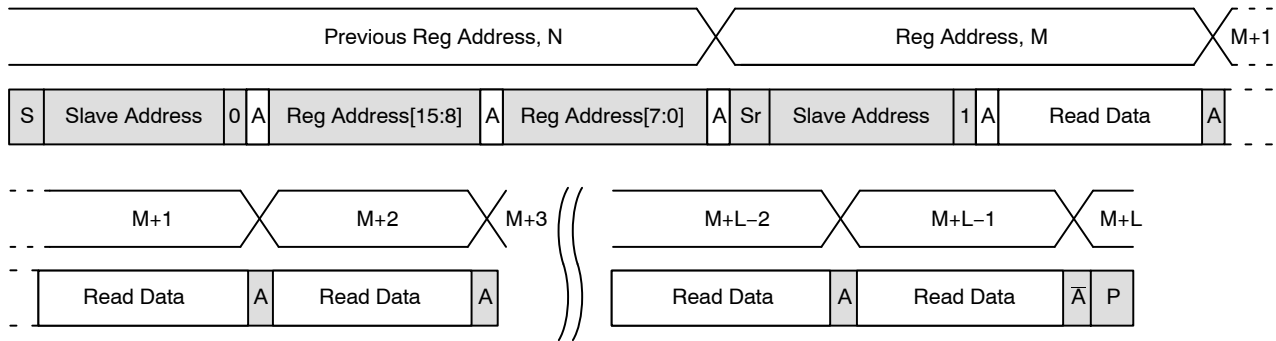 Previous Reg Address, N Reg Address, M M+1
S Slave Address 0 A Reg Address[15:8] A Reg Address[7:0] A Sr Slave Address 1 A Read Data A
M+1 M+2 M+3 M+L−2 M+L−1 M+L
Read Data A Read Data A Read Data A Read Data A̅ P